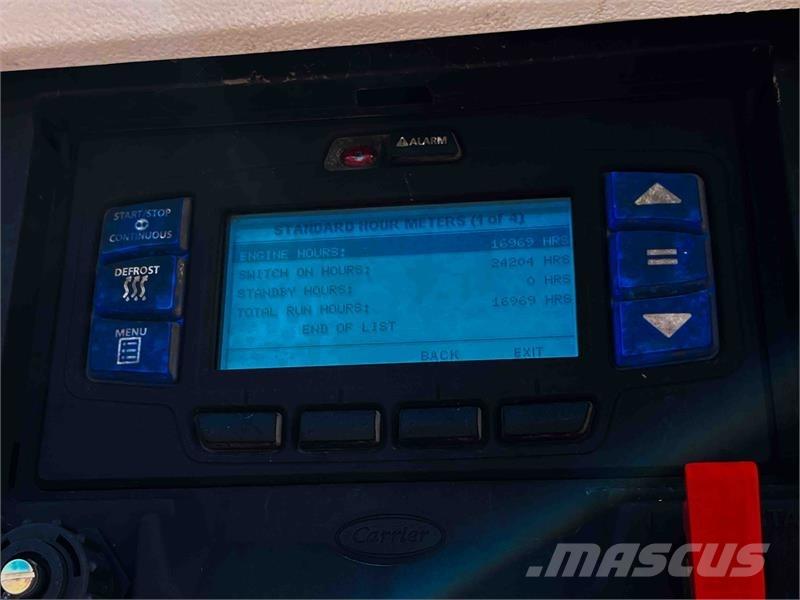 ⚠ALARM
START/STOP
CONTINUOUS
DEFROST
MENU
STANDARD HOUR METERS (1 of 4)
ENGINE HOURS: 16969 HRS
SWITCH ON HOURS: 24204 HRS
STANDBY HOURS: 0 HRS
TOTAL RUN HOURS: 16969 HRS
END OF LIST
BACK EXIT
Carrier
MASCUS